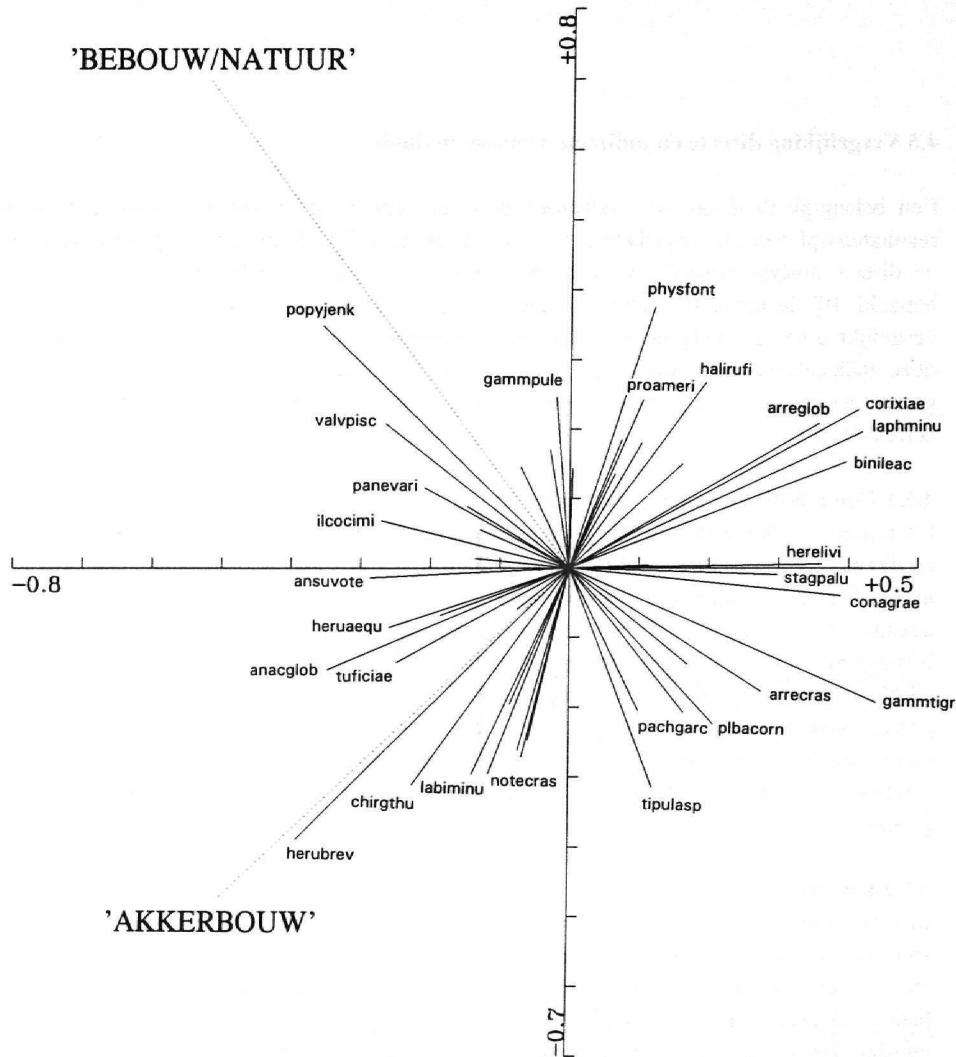 +0.8
'BEBOUW/NATUUR'
physfont
popyjenk
gammpule
proameri
halirufi
arreglob
corixiae
laphminu
valvpisc
binileac
panevari
ilcocimi
herelivi
−0.8
ansuvote
stagpalu
+0.5
conagrae
heruaequ
anacglob
tuficiae
arrecras
gammtigr
pachgarc
plbacorn
labiminu
notecras
chirgthu
tipulasp
herubrev
'AKKERBOUW'
−0.7